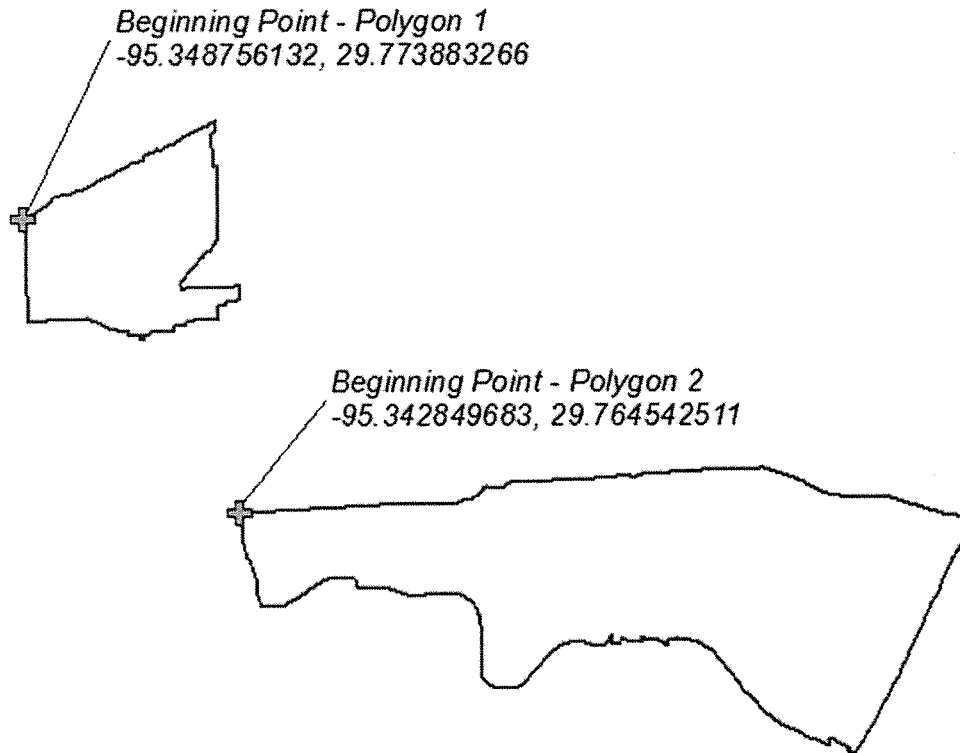 Beginning Point - Polygon 1
-95.348756132, 29.773883266
Beginning Point - Polygon 2
-95.342849683, 29.764542511